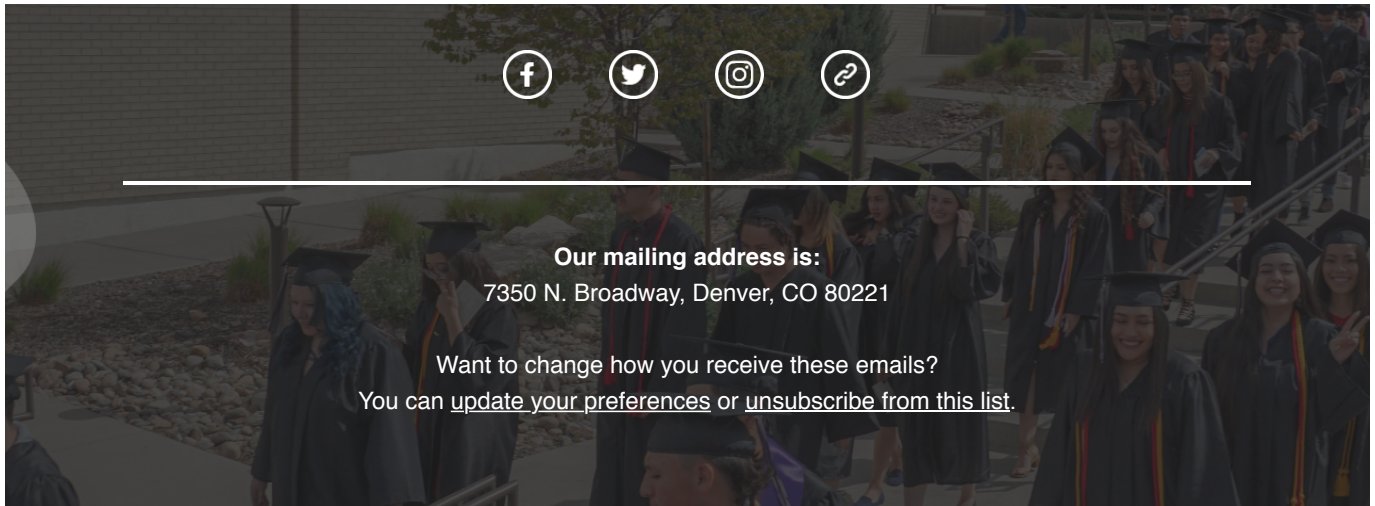 Our mailing address is:
7350 N. Broadway, Denver, CO 80221
Want to change how you receive these emails?
You can update your preferences or unsubscribe from this list.